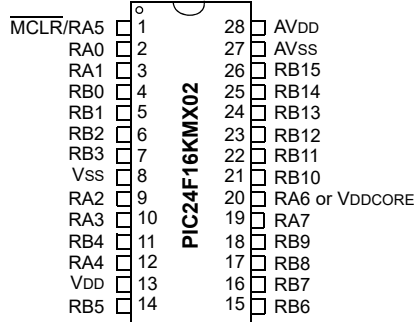 MCLR/RA5 1 28 AVDD
RA0 2 27 AVSS
RA1 3 26 RB15
RB0 4 25 RB14
RB1 5 24 RB13
RB2 6 23 RB12
RB3 7 22 RB11
VSS 8 21 RB10
RA2 9 20 RA6 or VDDCORE
RA3 10 19 RA7
RB4 11 18 RB9
RA4 12 17 RB8
VDD 13 16 RB7
RB5 14 15 RB6
PIC24F16KMX02